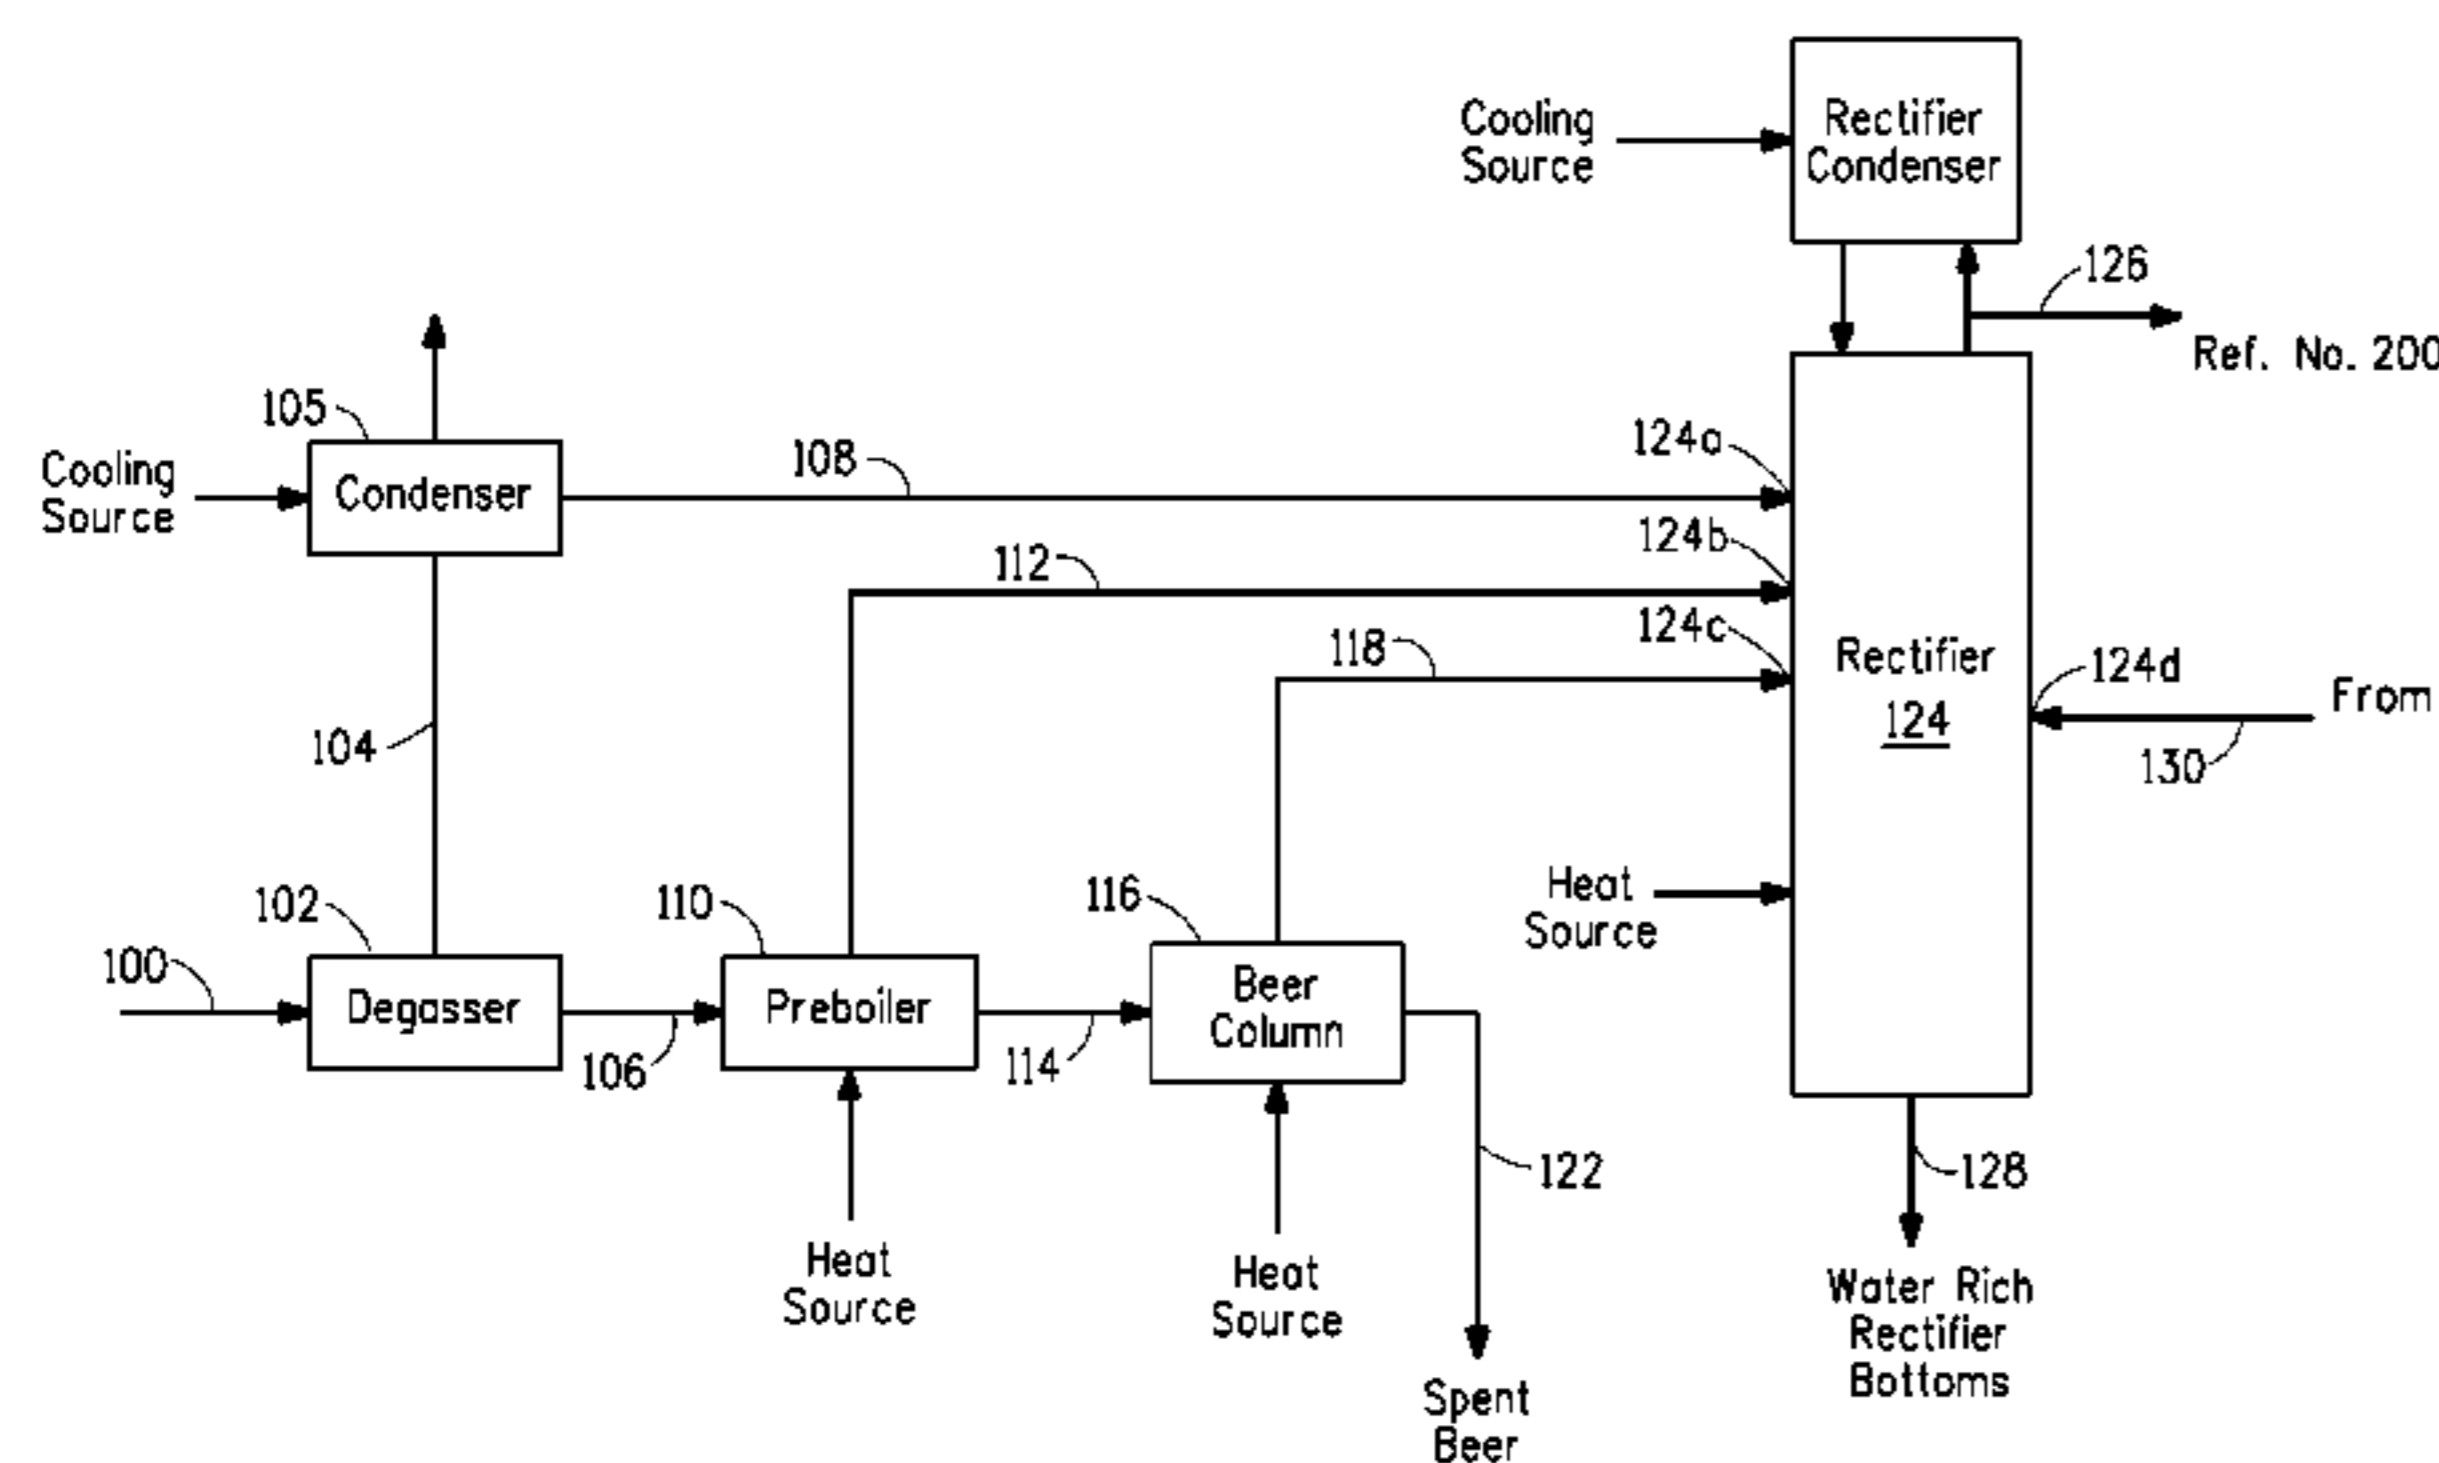 Cooling
Source
Rectifier
Condenser
126
Ref. No. 200
105
Cooling
Source
Condenser
108
124a
112
124b
118
124c
Rectifier
124
124d
From
130
104
Heat
Source
102
110
116
100
Degasser
106
Preboiler
114
Beer
Column
122
128
Heat
Source
Heat
Source
Spent
Beer
Water Rich
Rectifier
Bottoms